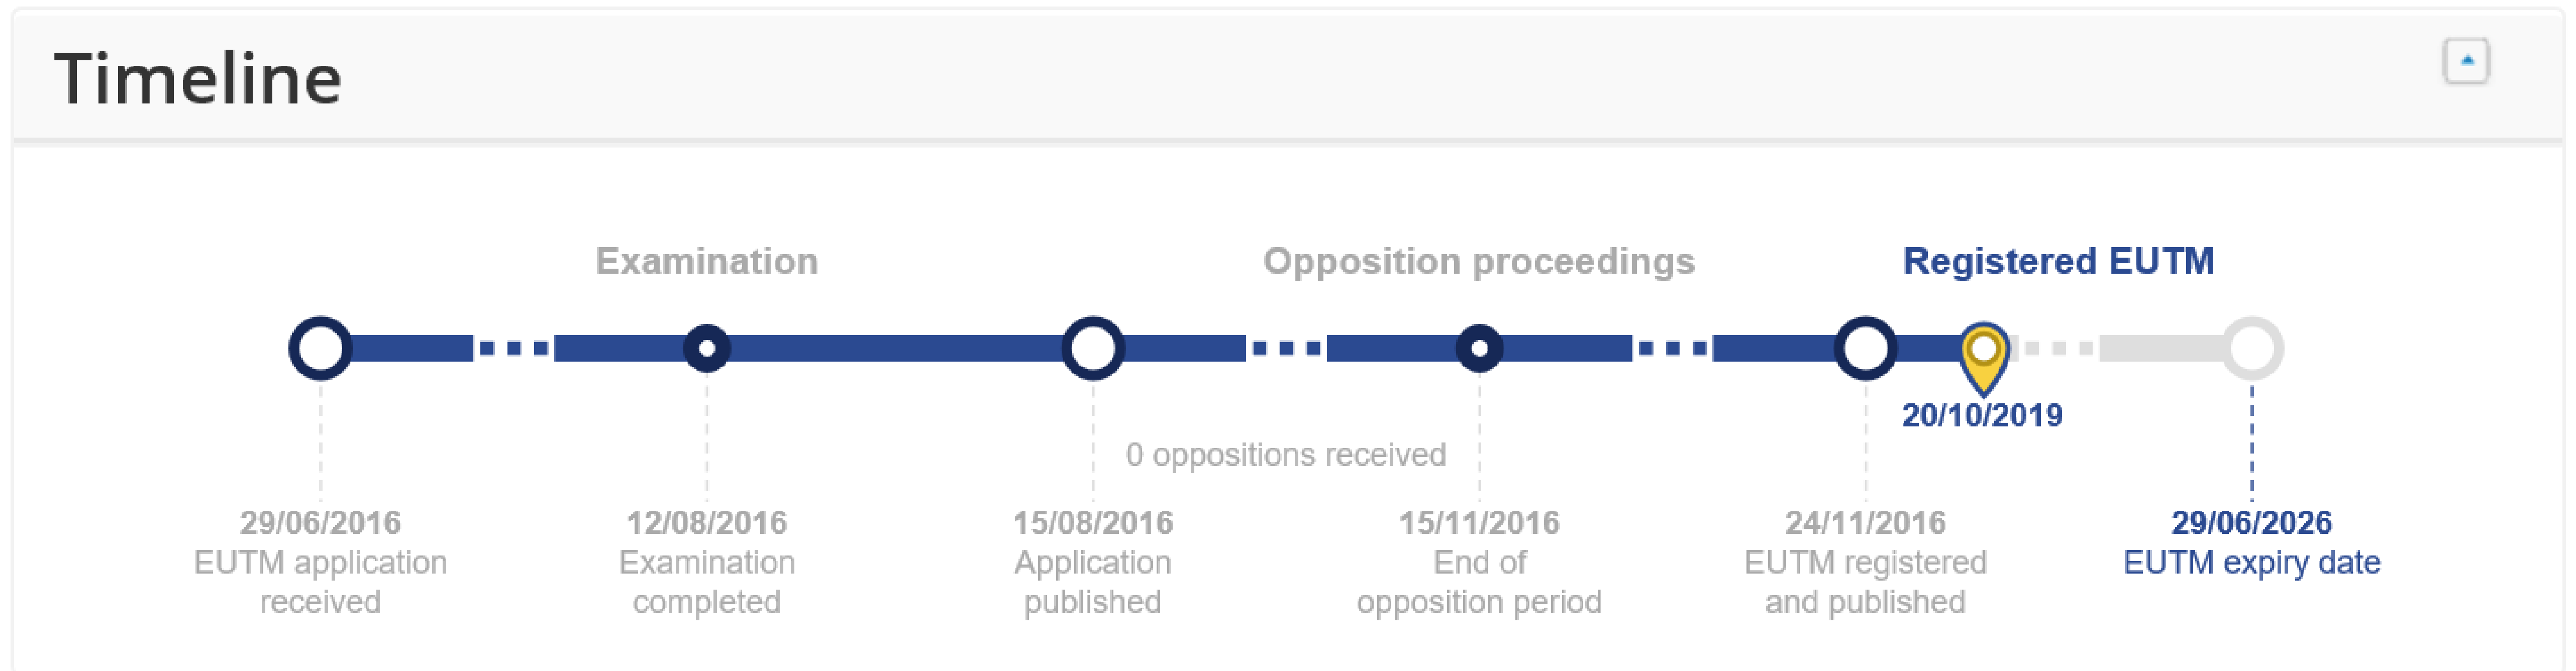 Timeline
Examination
Opposition proceedings
Registered EUTM
20/10/2019
0 oppositions received
29/06/2016
EUTM application
received
12/08/2016
Examination
completed
15/08/2016
Application
published
15/11/2016
End of
opposition period
24/11/2016
EUTM registered
and published
29/06/2026
EUTM expiry date